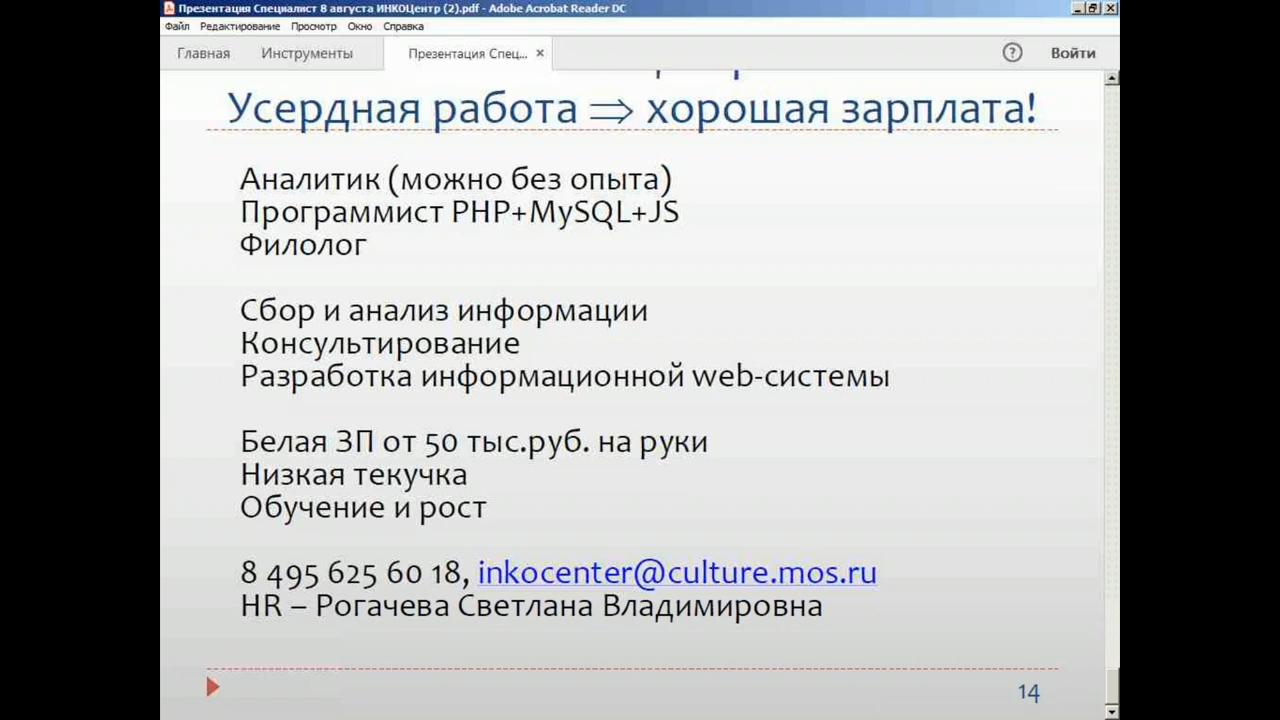 Презентация Специалист 8 августа ИНКОЦентр (2).pdf - Adobe Acrobat Reader DC
Файл Редактирование Просмотр Окно Справка
Главная Инструменты Презентация Спец... × ? Войти
Усердная работа ⇒ хорошая зарплата!
Аналитик (можно без опыта)
Программист PHP+MySQL+JS
Филолог
Сбор и анализ информации
Консультирование
Разработка информационной web-системы
Белая ЗП от 50 тыс.руб. на руки
Низкая текучка
Обучение и рост
8 495 625 60 18, inkocenter@culture.mos.ru
HR – Рогачева Светлана Владимировна
14